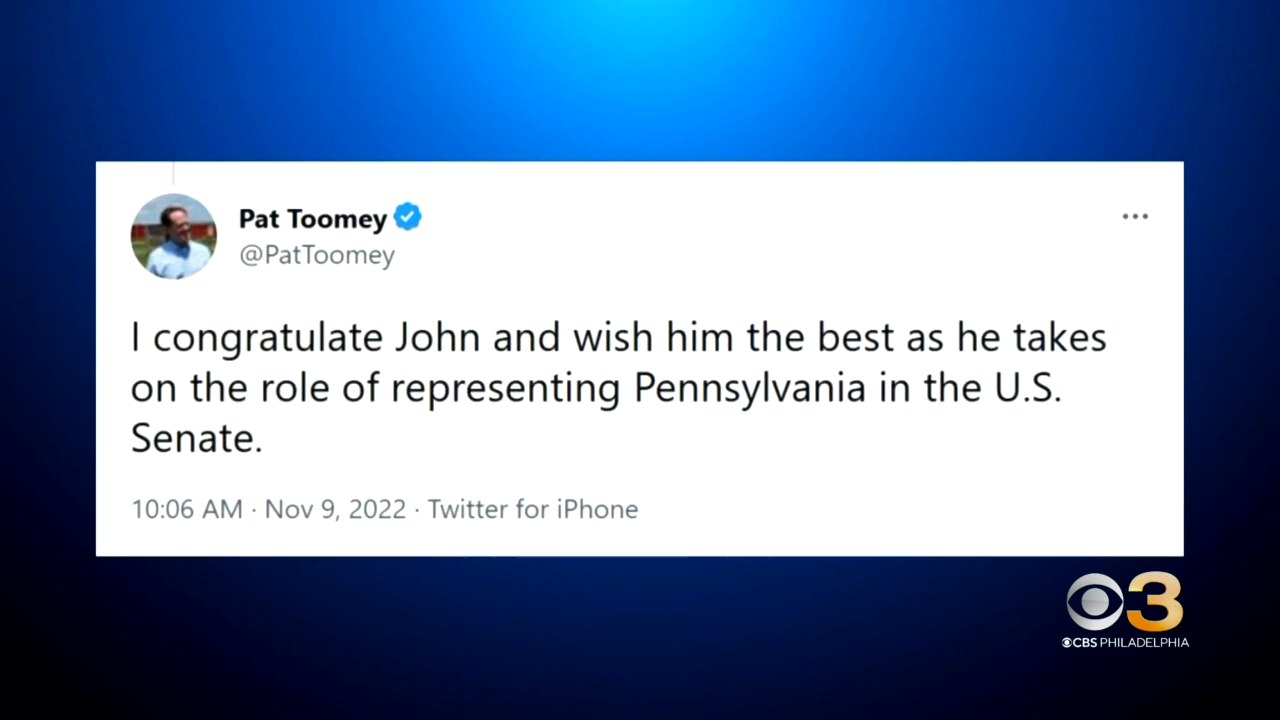 Pat Toomey
@PatToomey
I congratulate John and wish him the best as he takes
on the role of representing Pennsylvania in the U.S.
Senate.
10:06 AM · Nov 9, 2022 · Twitter for iPhone
3
CBS PHILADELPHIA